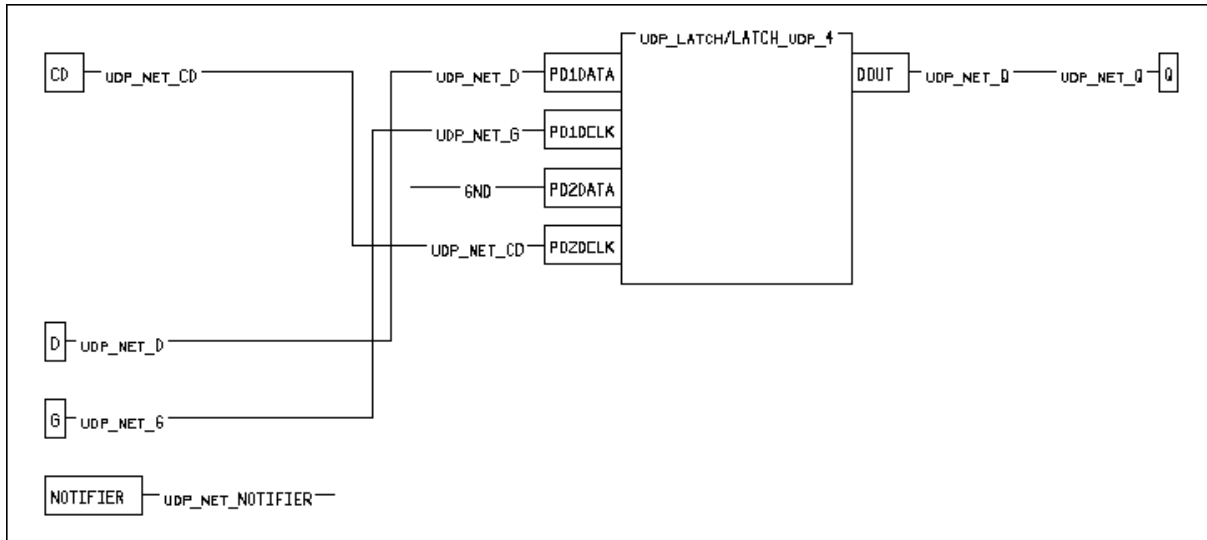 UDP_LATCH/LATCH_UDP_4
CD UDP_NET_CD UDP_NET_D PD1DATA DOUT UDP_NET_Q UDP_NET_Q Q
UDP_NET_G PD1DCLK
GND PD2DATA
UDP_NET_CD PD2DCLK
D UDP_NET_D
G UDP_NET_G
NOTIFIER UDP_NET_NOTIFIER